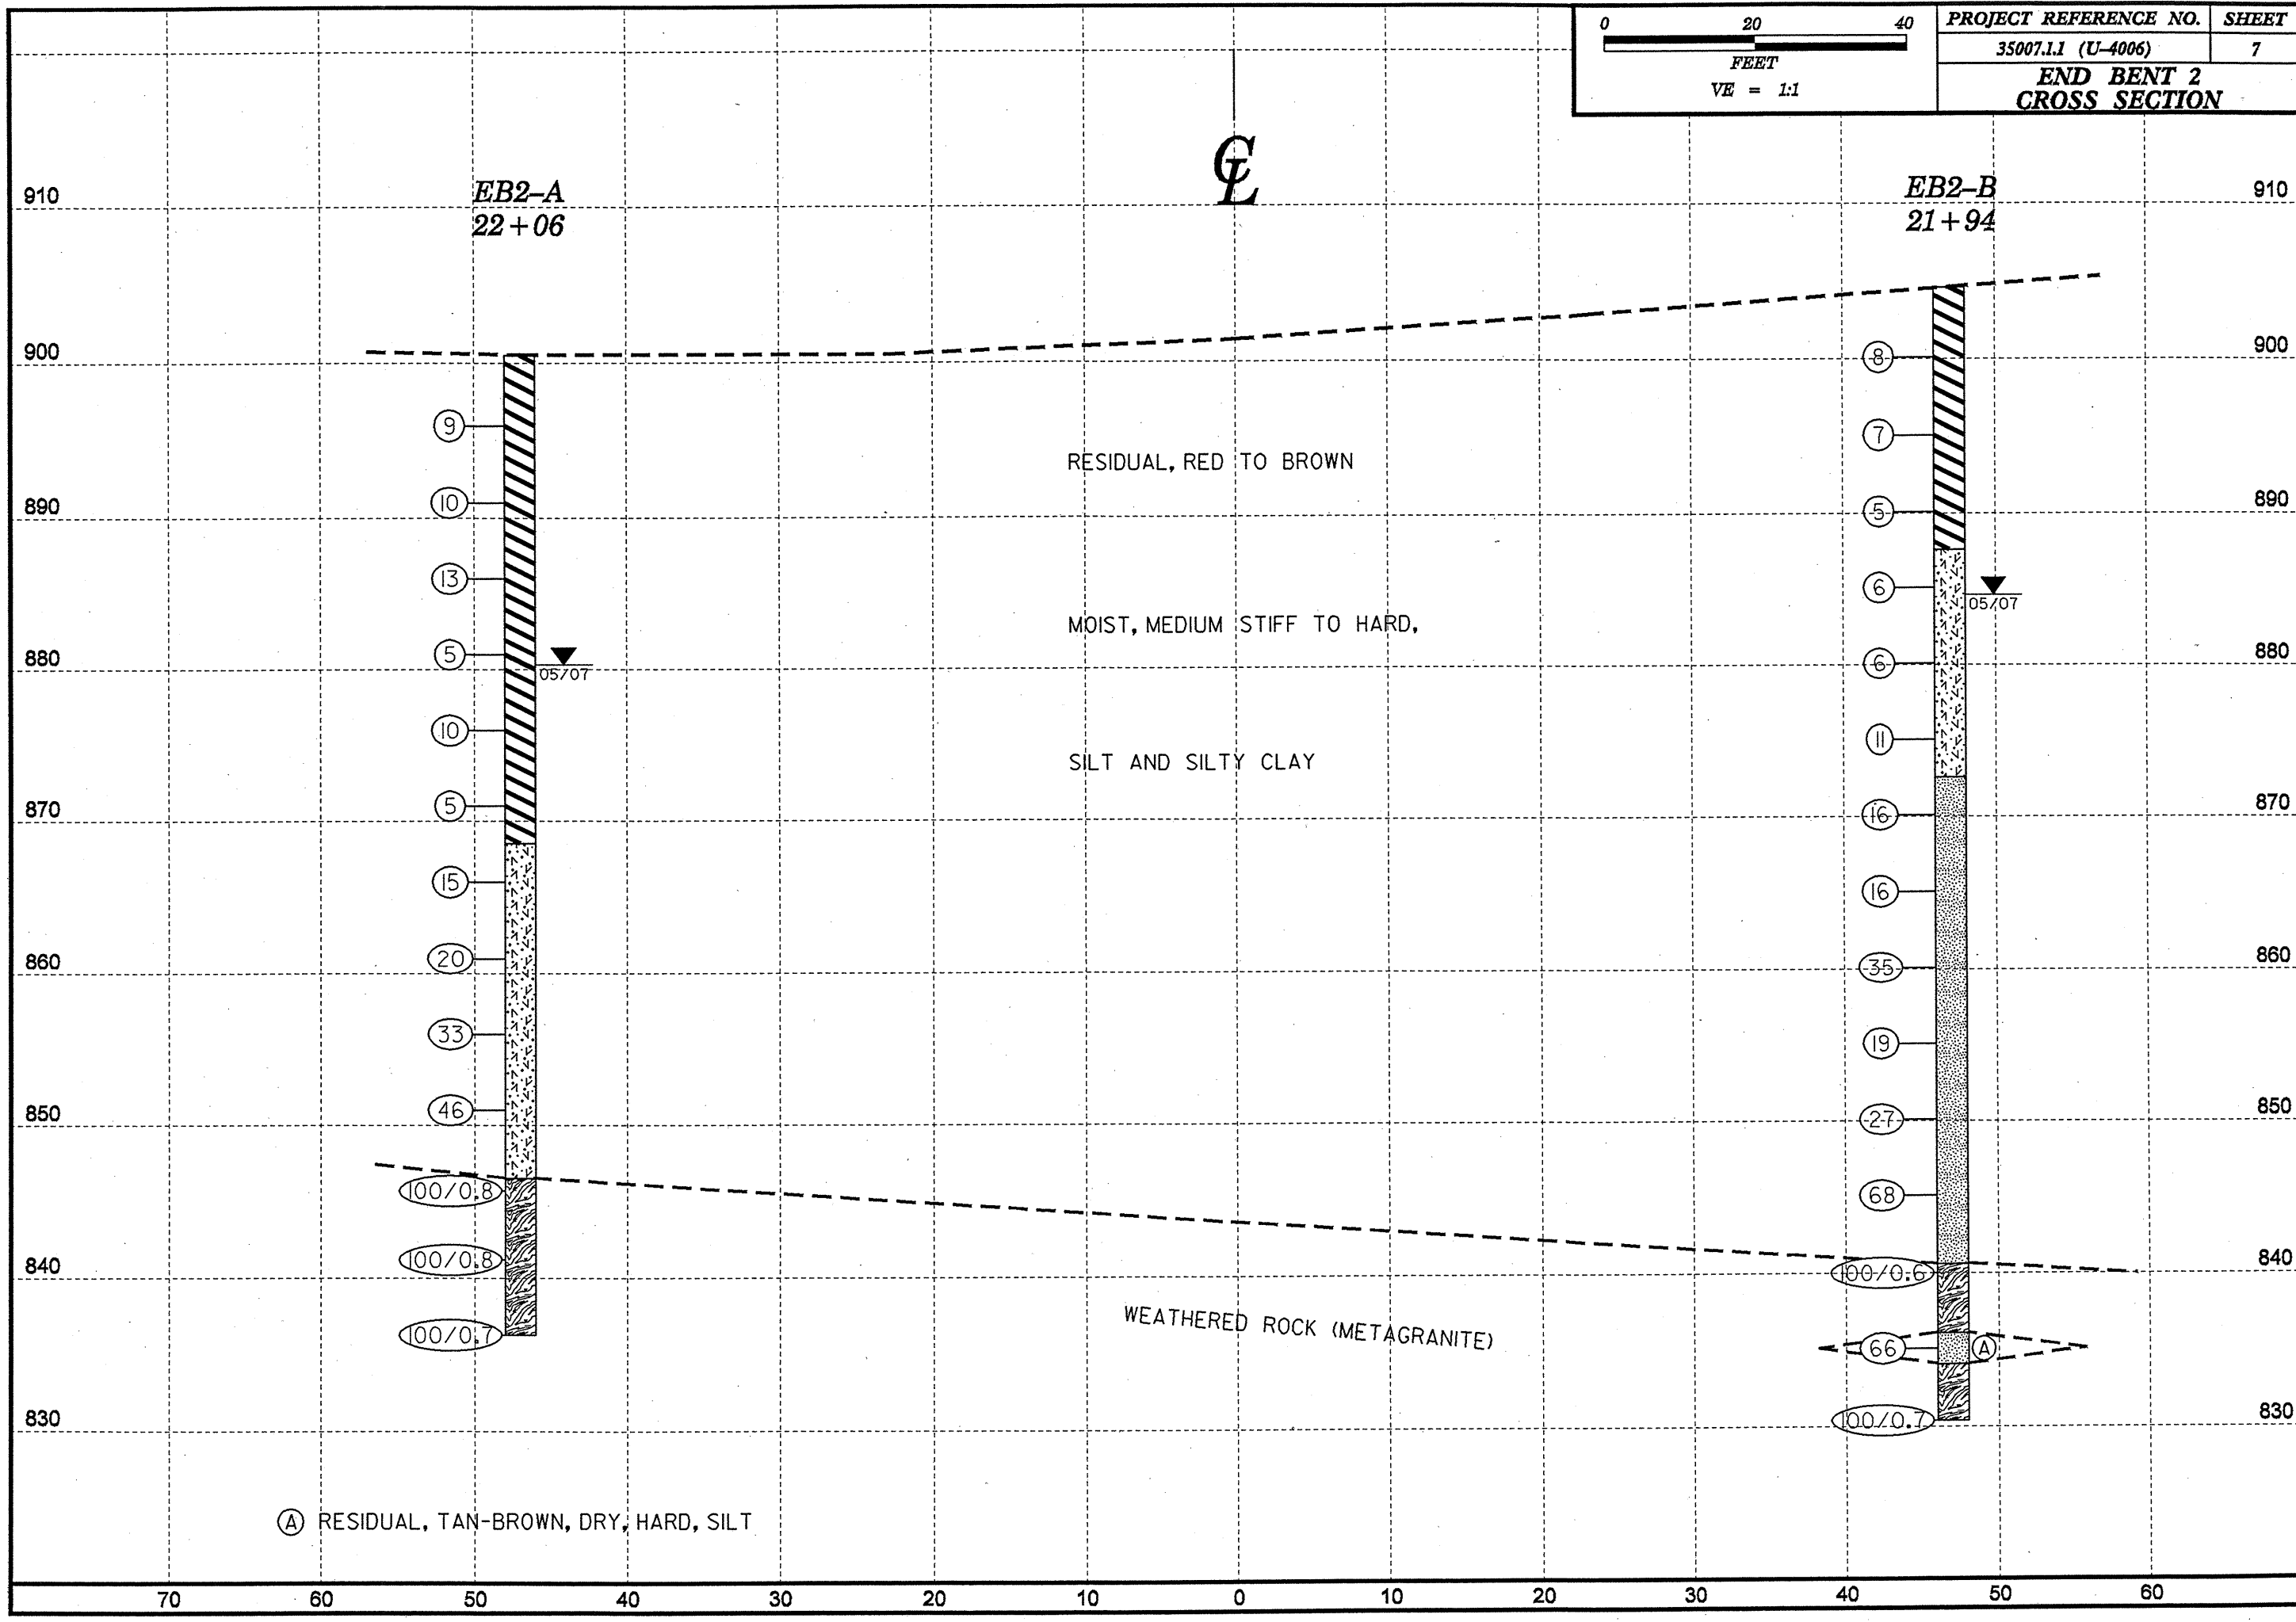 0 20 40
FEET
VE = 1:1
PROJECT REFERENCE NO. SHEET
35007.1.1 (U-4006) 7
END BENT 2
CROSS SECTION
CL
EB2-A
22+06
EB2-B
21+94
910 910
900 900
890 890
880 880
870 870
860 860
850 850
840 840
830 830
9
10
13
5
05/07
10
5
15
20
33
46
100/0.8
100/0.8
100/0.7
RESIDUAL, RED TO BROWN
MOIST, MEDIUM STIFF TO HARD,
SILT AND SILTY CLAY
WEATHERED ROCK (METAGRANITE)
8
7
5
6
05/07
6
11
16
16
35
19
27
68
100/0.6
66 A
100/0.7
A RESIDUAL, TAN-BROWN, DRY, HARD, SILT
70 60 50 40 30 20 10 0 10 20 30 40 50 60